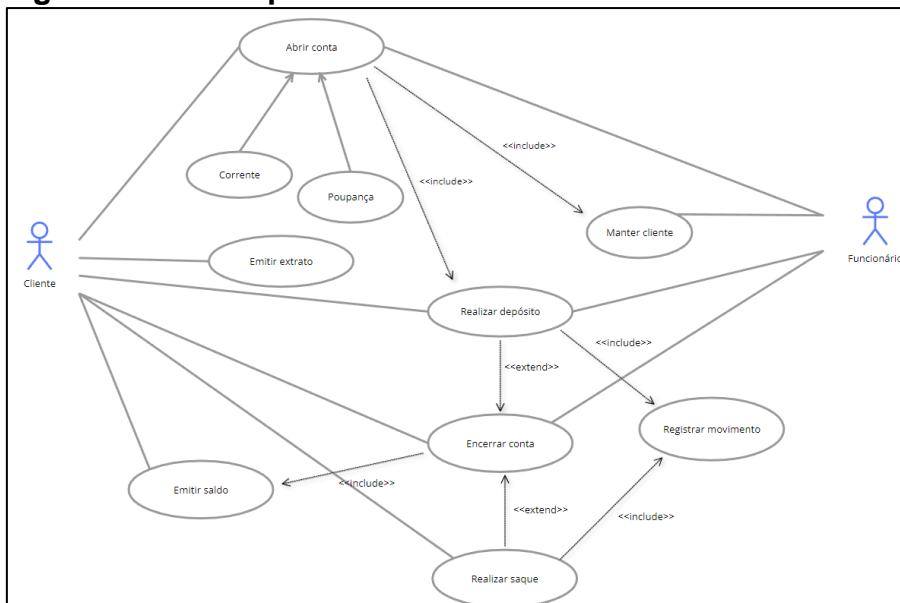 Abrir conta
<<include>>
Corrente
<<include>>
Poupança
Manter cliente
Emitir extrato
Funcionário
Cliente
Realizar depósito
<<include>>
<<extend>>
Registrar movimento
Encerrar conta
<<include>>
Emitir saldo
<<extend>>
<<include>>
Realizar saque